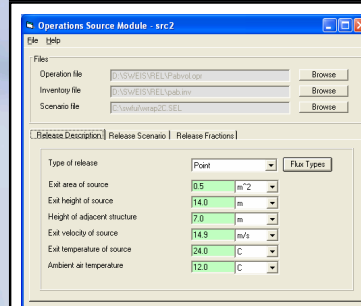 Operations Source Module - src2
File Help
Files
Operation file D:\SWEIS\REL\Pabvol.opr Browse
Inventory file D:\SWEIS\REL\pab.inv Browse
Scenario file C:\swfu\wrap2C.SEL Browse
Release Description Release Scenario Release Fractions
Type of release Point Flux Types
Exit area of source 0.5 m^2
Exit height of source 14.0 m
Height of adjacent structure 7.0 m
Exit velocity of source 14.9 m/s
Exit temperature of source 24.0 C
Ambient air temperature 12.0 C